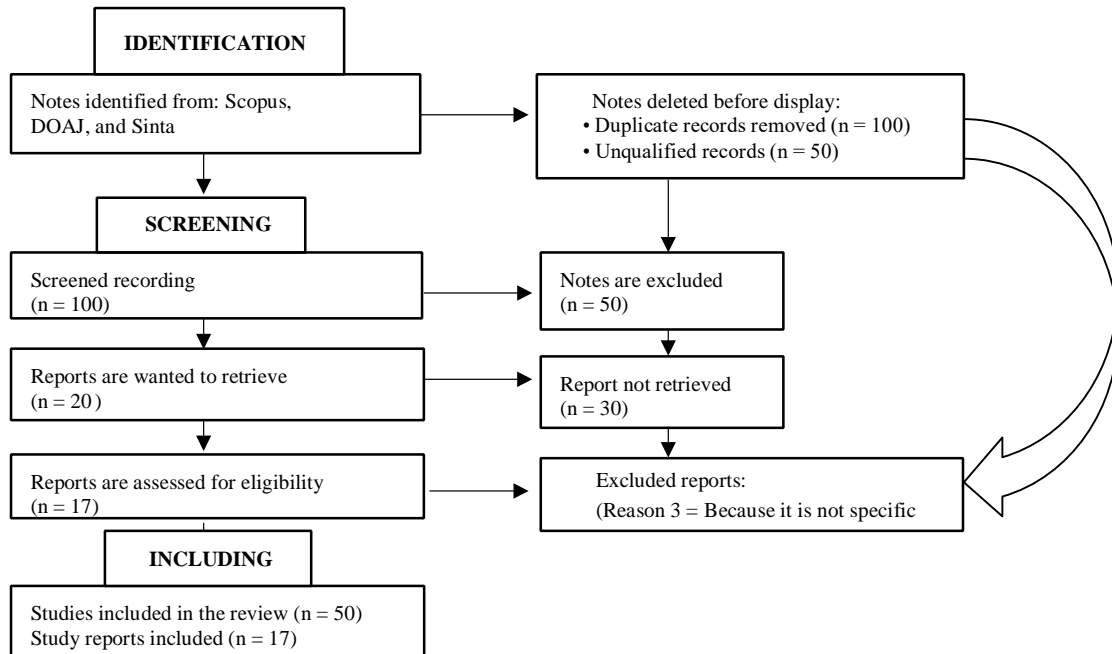 IDENTIFICATION
Notes identified from: Scopus,
DOAJ, and Sinta
Notes deleted before display:
• Duplicate records removed (n = 100)
• Unqualified records (n = 50)
SCREENING
Screened recording
(n = 100)
Notes are excluded
(n = 50)
Reports are wanted to retrieve
(n = 20 )
Report not retrieved
(n = 30)
Reports are assessed for eligibility
(n = 17)
Excluded reports:
(Reason 3 = Because it is not specific
INCLUDING
Studies included in the review (n = 50)
Study reports included (n = 17)